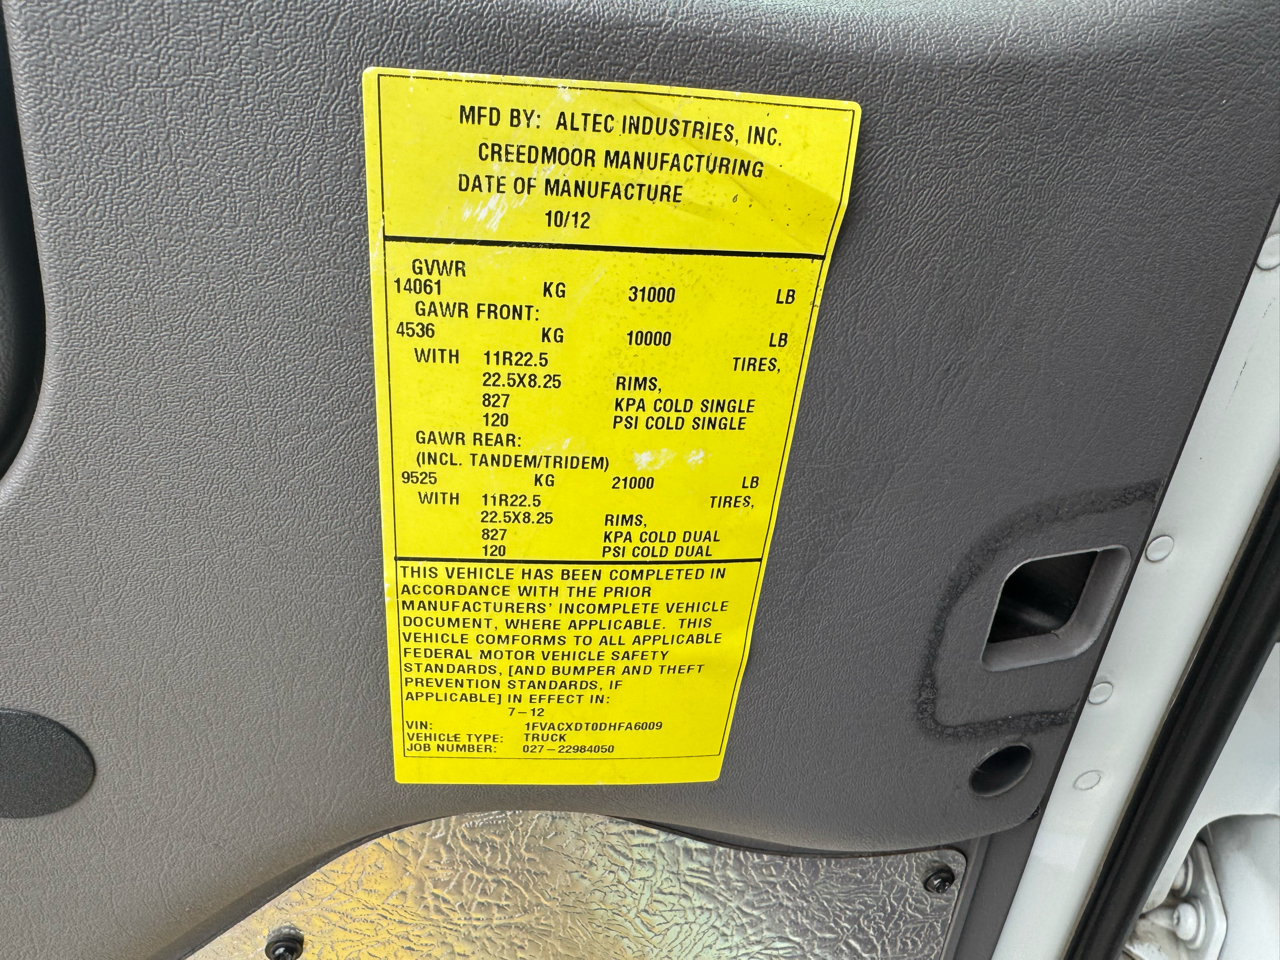 MFD BY: ALTEC INDUSTRIES, INC.
CREEDMOOR MANUFACTURING
DATE OF MANUFACTURE
10/12
GVWR
14061 KG 31000 LB
GAWR FRONT:
4536 KG 10000 LB
WITH 11R22.5 TIRES,
22.5X8.25 RIMS,
827 KPA COLD SINGLE
120 PSI COLD SINGLE
GAWR REAR:
(INCL. TANDEM/TRIDEM)
9525 KG 21000 LB
WITH 11R22.5 TIRES,
22.5X8.25 RIMS,
827 KPA COLD DUAL
120 PSI COLD DUAL
THIS VEHICLE HAS BEEN COMPLETED IN
ACCORDANCE WITH THE PRIOR
MANUFACTURERS' INCOMPLETE VEHICLE
DOCUMENT, WHERE APPLICABLE. THIS
VEHICLE COMFORMS TO ALL APPLICABLE
FEDERAL MOTOR VEHICLE SAFETY
STANDARDS, [AND BUMPER AND THEFT
PREVENTION STANDARDS, IF
APPLICABLE] IN EFFECT IN:
7-12
VIN: 1FVACXDT0DHFA6009
VEHICLE TYPE: TRUCK
JOB NUMBER: 027-22984050